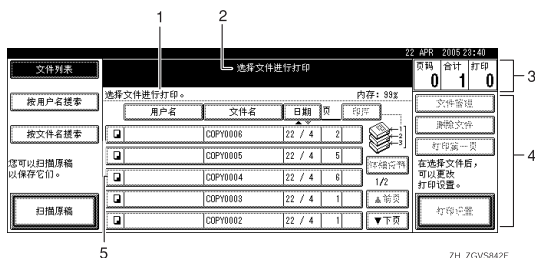 1
2
22 APR 2005 23:40
文件列表
选择文件进行打印
页码 合计 打印
0 1 0
3
选择文件进行打印。
内存: 99%
按用户名搜索
用户名 文件名 日期 页 印序
文件管理
COPY0006 22 / 4 2
删除文件
按文件名搜索
COPY0005 22 / 4 5
打印第一页
您可以扫描原稿
以保存它们。
COPY0004 22 / 4 6
1/2
在选择文件后,
可以更改
打印设置。
4
扫描原稿
COPY0003 22 / 4 1
▲前页
打印设置
COPY0002 22 / 4 1
▼下页
5
ZH ZGVS842E